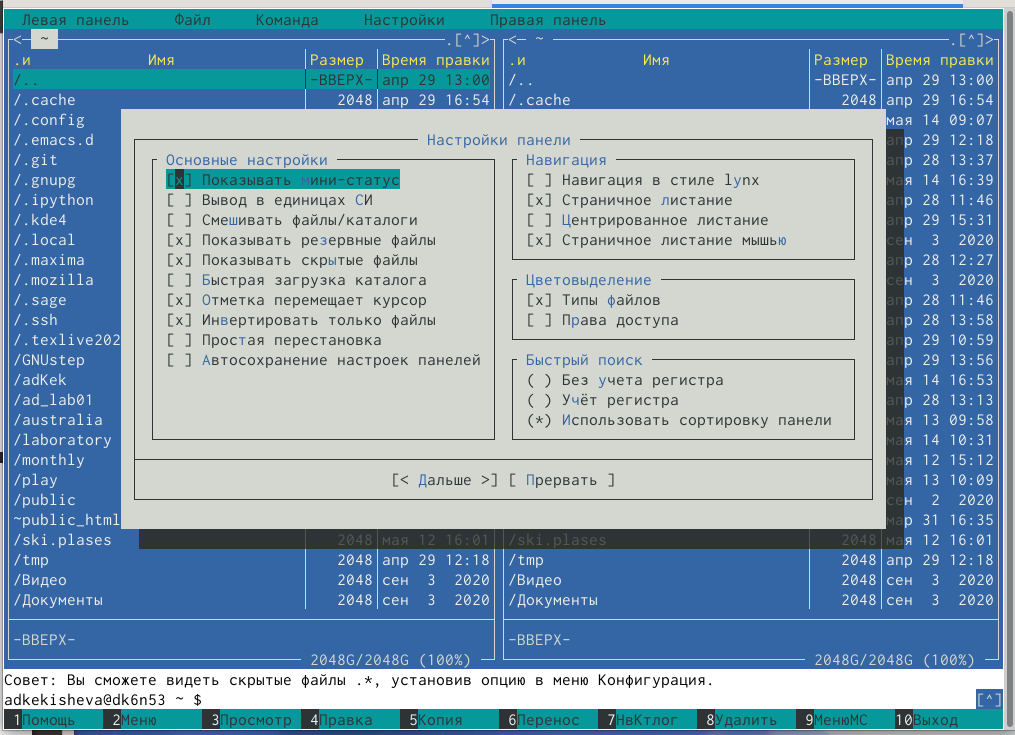 Левая панель Файл Команда Настройки Правая панель
<─ ~ .[^]> <─ ~ .[^]>
.и Имя Размер Время правки .и Имя Размер Время правки
/.. -ВВЕРХ- апр 29 13:00 /.. -ВВЕРХ- апр 29 13:00
/.cache 2048 апр 29 16:54 /.cache 2048 апр 29 16:54
/.config мая 14 09:07
/.emacs.d Настройки панели апр 29 12:18
/.git Основные настройки Навигация апр 28 13:37
/.gnupg [x] Показывать мини-статус [ ] Навигация в стиле lynx мая 14 16:39
/.ipython [ ] Вывод в единицах СИ [x] Страничное листание апр 28 11:46
/.kde4 [ ] Смешивать файлы/каталоги [ ] Центрированное листание апр 29 15:31
/.local [x] Показывать резервные файлы [x] Страничное листание мышью сен 3 2020
/.maxima [x] Показывать скрытые файлы апр 28 12:27
/.mozilla [ ] Быстрая загрузка каталога Цветовыделение сен 3 2020
/.sage [x] Отметка перемещает курсор [x] Типы файлов апр 28 11:46
/.ssh [x] Инвертировать только файлы [ ] Права доступа апр 28 13:58
/.texlive202 [ ] Простая перестановка апр 29 10:59
/GNUstep [ ] Автосохранение настроек панелей Быстрый поиск апр 29 13:56
/adKek ( ) Без учета регистра мая 14 16:53
/ad_lab01 ( ) Учёт регистра апр 28 13:13
/australia (*) Использовать сортировку панели мая 13 09:58
/laboratory мая 14 10:31
/monthly мая 12 15:12
/play [< Дальше >] [ Прервать ] мая 13 10:09
/public сен 2 2020
~public_html мар 31 16:35
/ski.plases 2048 мая 12 16:01 /ski.plases 2048 мая 12 16:01
/tmp 2048 апр 29 12:18 /tmp 2048 апр 29 12:18
/Видео 2048 сен 3 2020 /Видео 2048 сен 3 2020
/Документы 2048 сен 3 2020 /Документы 2048 сен 3 2020
-ВВЕРХ- -ВВЕРХ-
2048G/2048G (100%) 2048G/2048G (100%)
Совет: Вы сможете видеть скрытые файлы .*, установив опцию в меню Конфигурация.
adkekisheva@dk6n53 ~ $ [^]
1Помощь 2Меню 3Просмотр 4Правка 5Копия 6Перенос 7НвКтлог 8Удалить 9МенюMC 10Выход